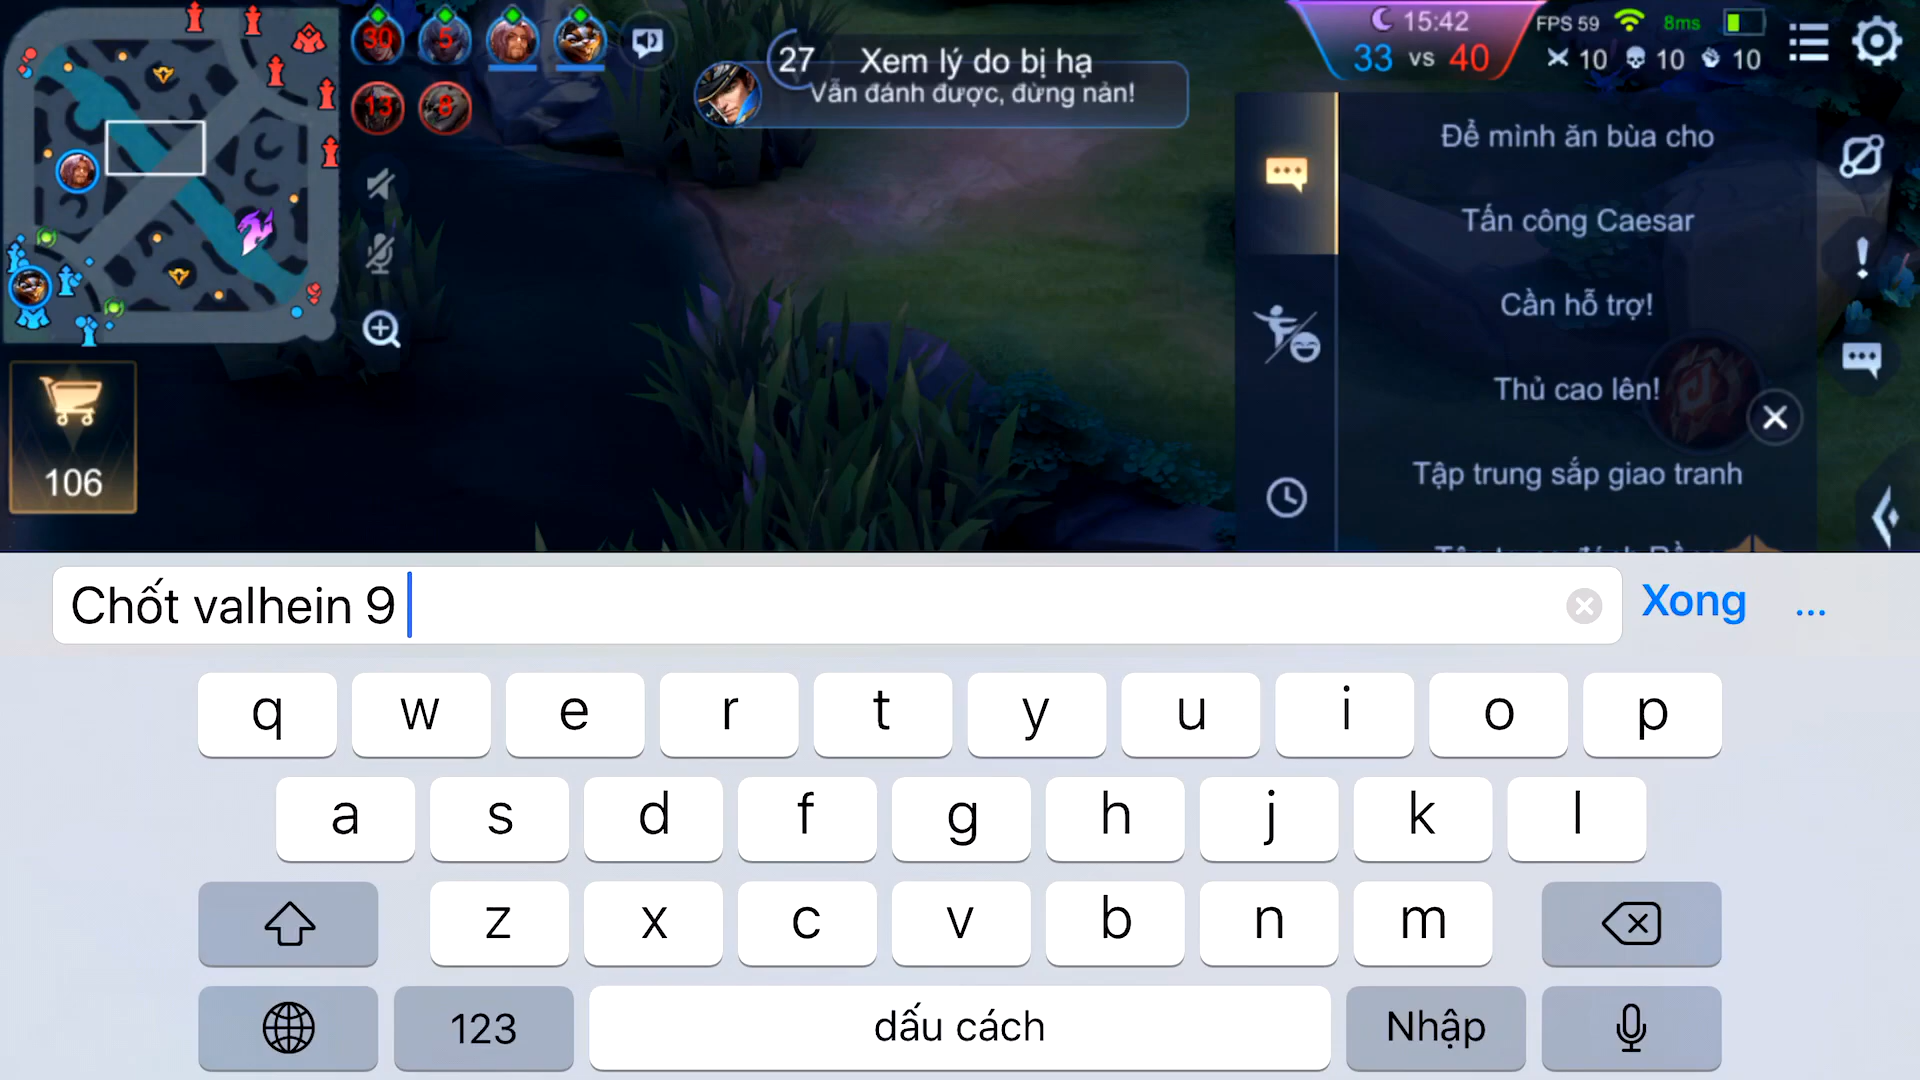 30
5
27
Xem lý do bị hạ
Vẫn đánh được, đừng nản!
15:42
33 vs 40
FPS 59
8ms
10
10
10
13
8
Để mình ăn bùa cho
Tấn công Caesar
Cần hỗ trợ!
Thủ cao lên!
Tập trung sắp giao tranh
106
Chốt valhein 9
Xong
...
q w e r t y u i o p
a s d f g h j k l
z x c v b n m
123
dấu cách
Nhập